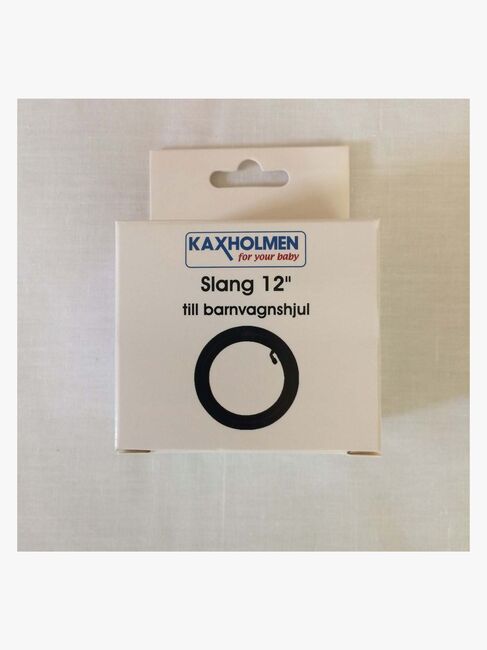 KAXHOLMEN
for your baby
Slang 12"
till barnvagnshjul